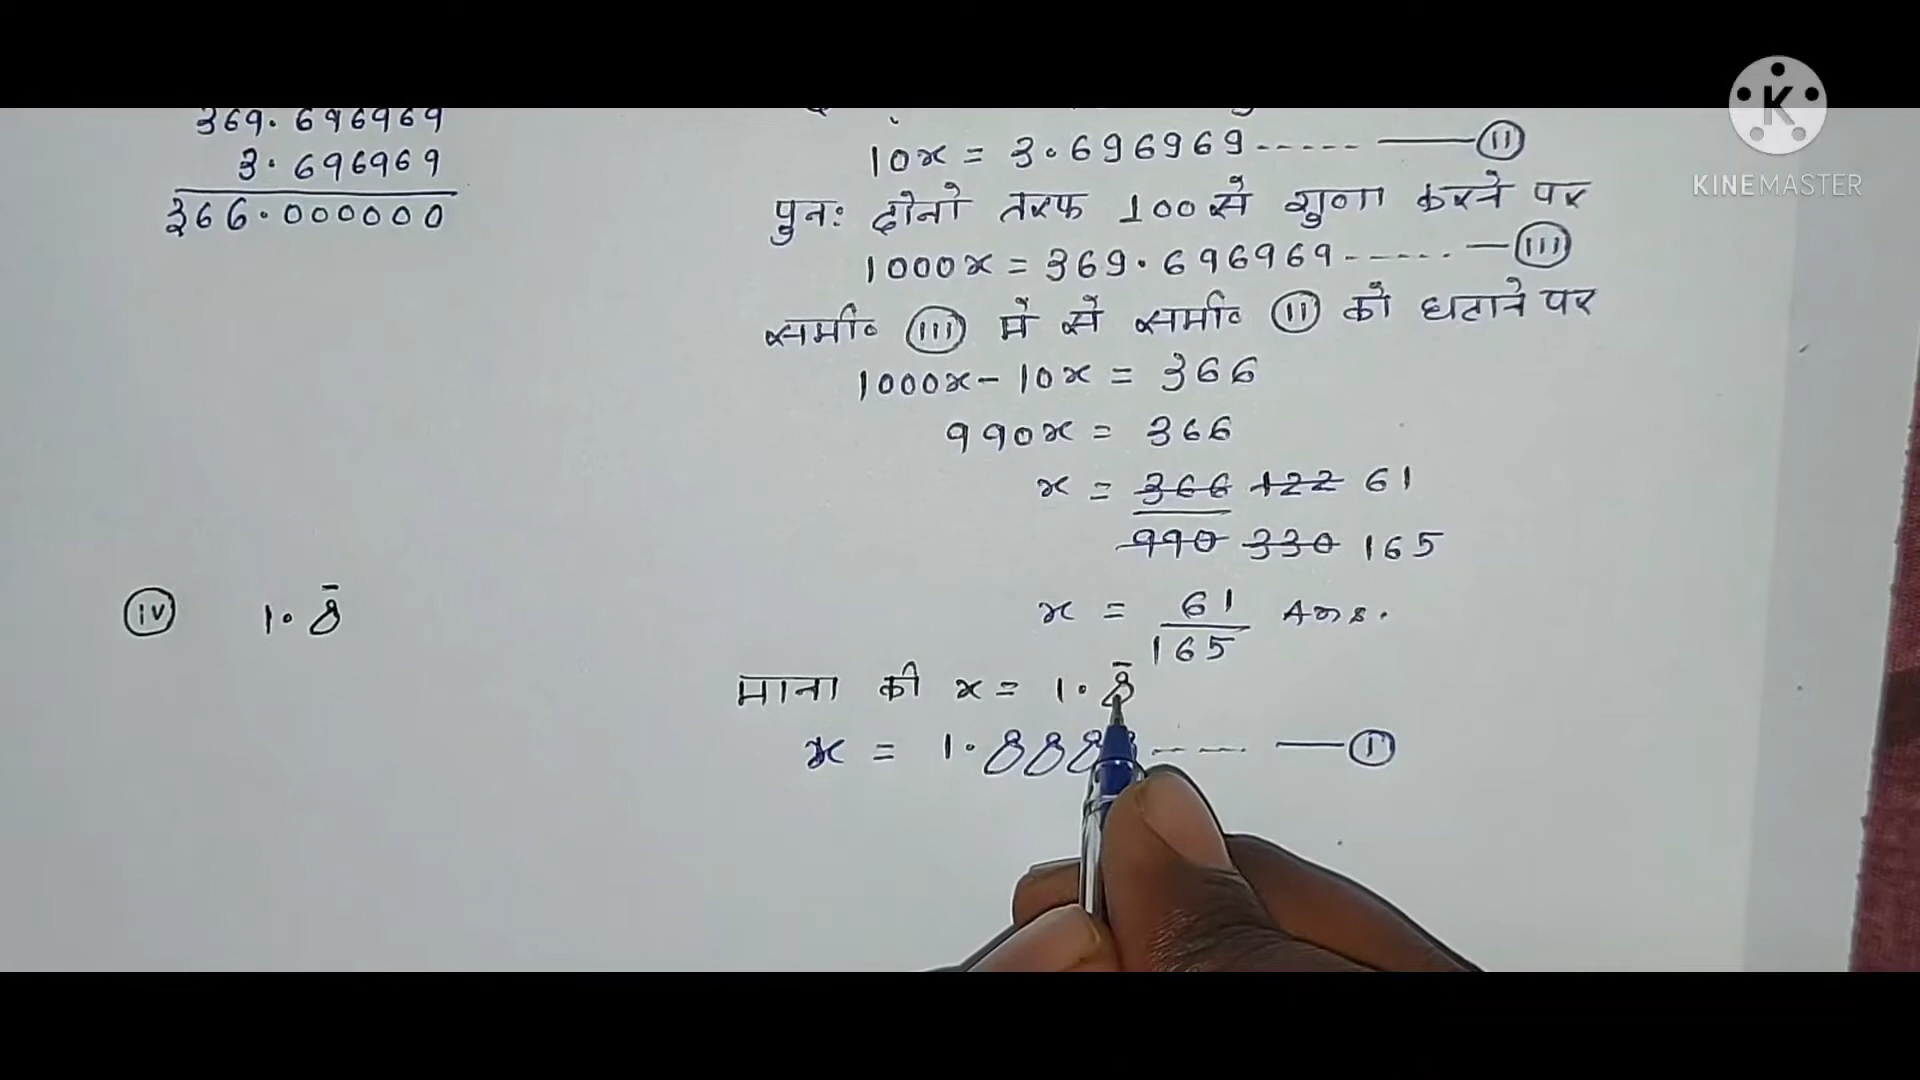 369.696969
3.696969
366.000000
10x = 3.696969----- —— (II)
पुनः दोनो तरफ 100 से गुणा करने पर
1000x = 369.696969------ — (III)
समी० (III) मे से समी० (II) को घटाने पर
1000x - 10x = 366
990x = 366
x = 366 122 61
990 330 165
x = 61/165 Ans.
(iv) 1.8̄
माना की x = 1.8̄
x = 1.888 ---- —— (I)
K
KINEMASTER